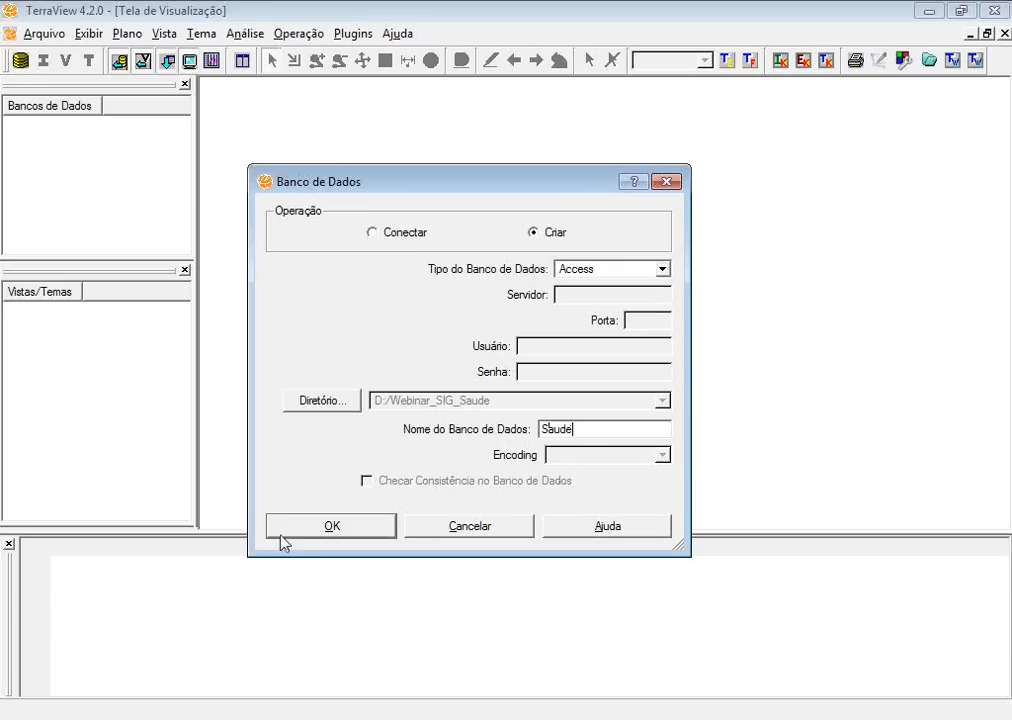 TerraView 4.2.0 - [Tela de Visualização]
Arquivo Exibir Plano Vista Tema Análise Operação Plugins Ajuda
Bancos de Dados
Vistas/Temas
Banco de Dados
Operação
Conectar Criar
Tipo do Banco de Dados: Access
Servidor:
Porta:
Usuário:
Senha:
Diretório... D:/Webinar_SIG_Saude
Nome do Banco de Dados: Saude
Encoding
Checar Consistência no Banco de Dados
OK Cancelar Ajuda